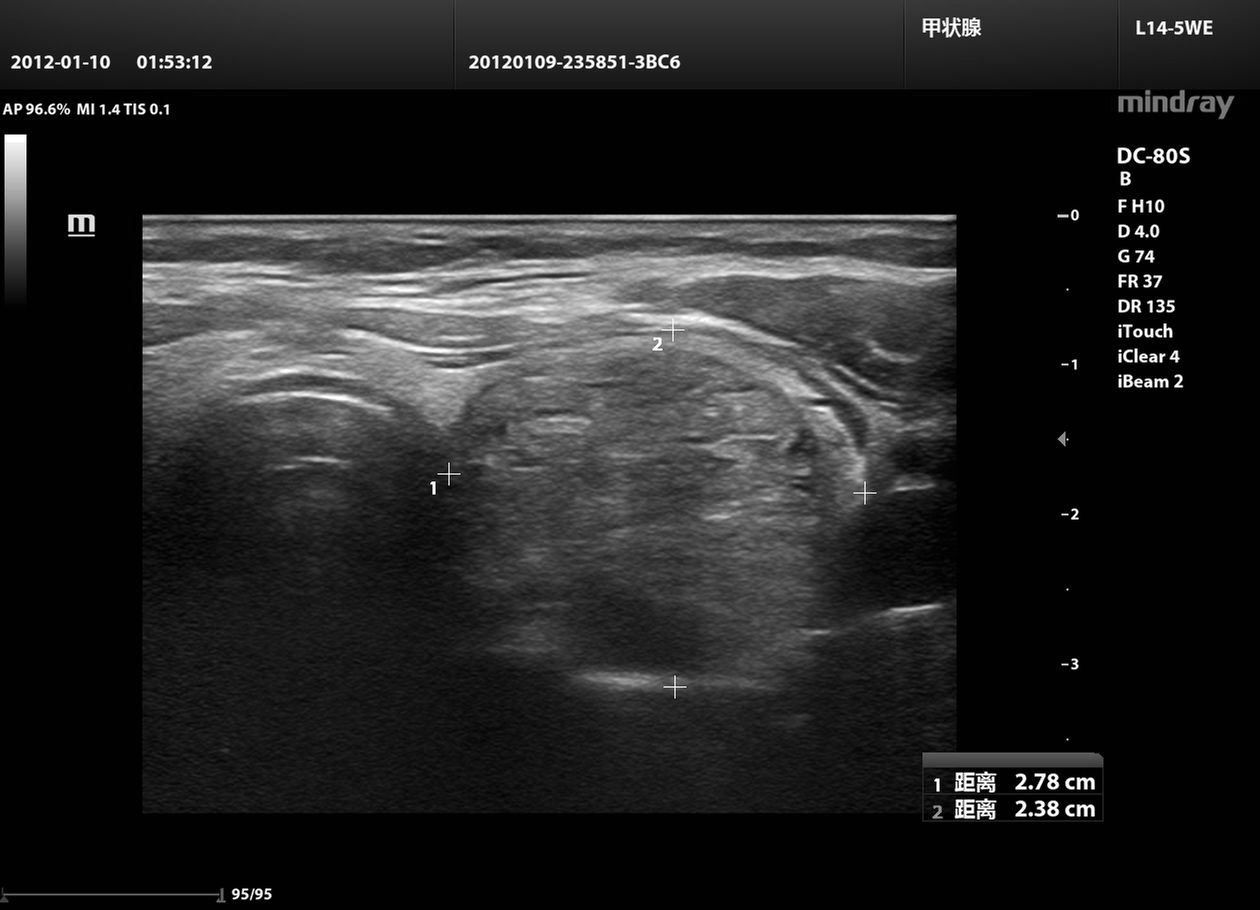 甲状腺
L14-5WE
2012-01-10 01:53:12
20120109-235851-3BC6
AP 96.6% MI 1.4 TIS 0.1
mindray
DC-80S
B
m
F H10
D 4.0
G 74
FR 37
DR 135
iTouch
iClear 4
iBeam 2
0
-1
-2
-3
2
1
1 距离 2.78 cm
2 距离 2.38 cm
95/95